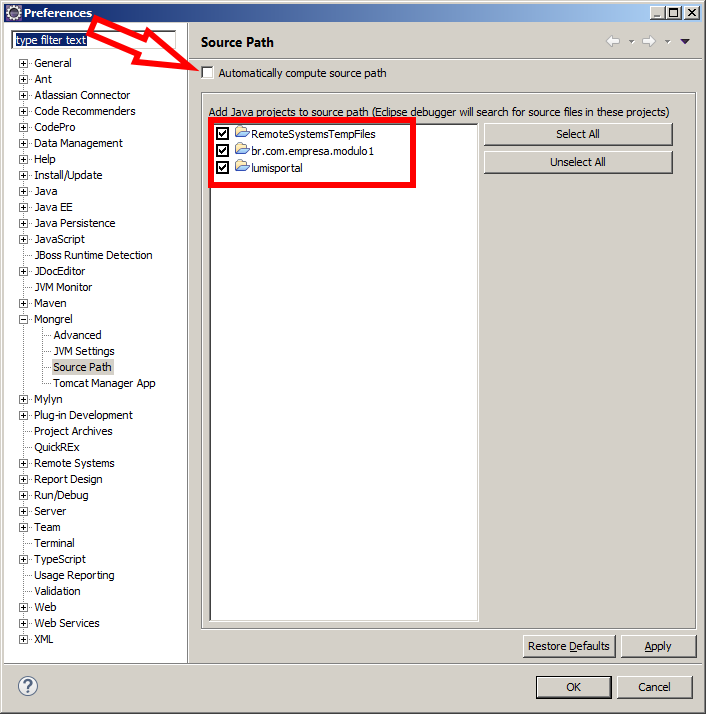 Preferences
type filter text
General
Ant
Atlassian Connector
Code Recommenders
CodePro
Data Management
Help
Install/Update
Java
Java EE
Java Persistence
JavaScript
JBoss Runtime Detection
JDocEditor
JVM Monitor
Maven
Mongrel
Advanced
JVM Settings
Source Path
Tomcat Manager App
Mylyn
Plug-in Development
Project Archives
QuickREx
Remote Systems
Report Design
Run/Debug
Server
Team
Terminal
TypeScript
Usage Reporting
Validation
Web
Web Services
XML
Source Path
Automatically compute source path
Add Java projects to source path (Eclipse debugger will search for source files in these projects)
RemoteSystemsTempFiles
br.com.empresa.modulo1
lumisportal
Select All
Unselect All
Restore Defaults
Apply
?
OK
Cancel